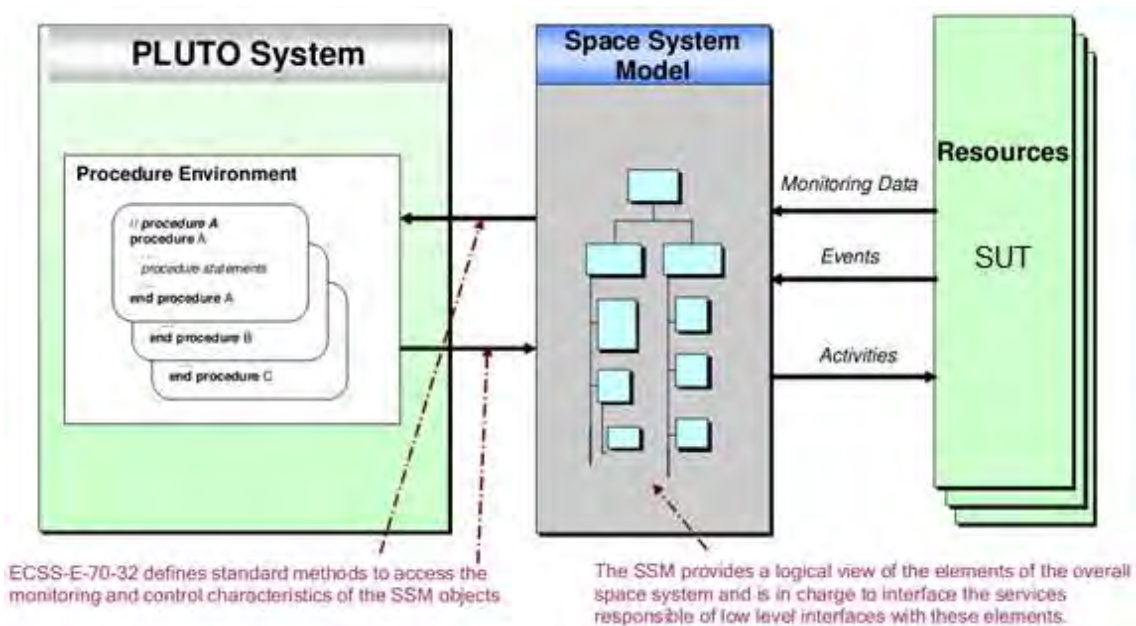 PLUTO System
Space System
Model
Resources
SUT
Procedure Environment
// procedure A
procedure A
...
procedure statements
...
end procedure A
end procedure B
end procedure C
Monitoring Data
Events
Activities
ECSS-E-70-32 defines standard methods to access the
monitoring and control characteristics of the SSM objects
The SSM provides a logical view of the elements of the overall
space system and is in charge to interface the services
responsible of low level interfaces with these elements.